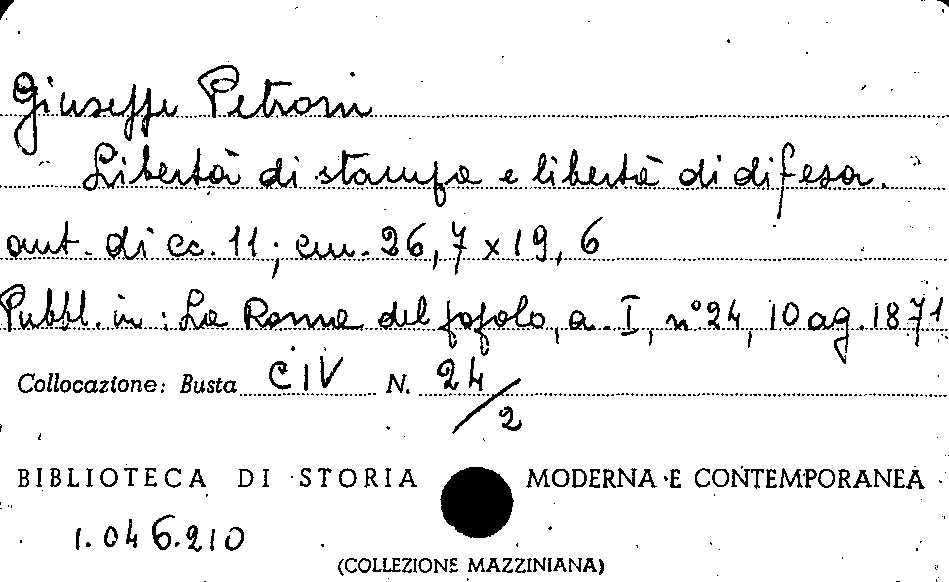 Giuseppe Petroni
Libertà di stampa e libertà di difesa.
aut. di cc. 11; cm. 26,7 x 19,6
Pubbl. in: La Roma del popolo, a. I, n° 24, 10 ag. 1871
Collocazione: Busta CIV N. 24/2
BIBLIOTECA DI STORIA MODERNA E CONTEMPORANEA
1.046.210
(COLLEZIONE MAZZINIANA)